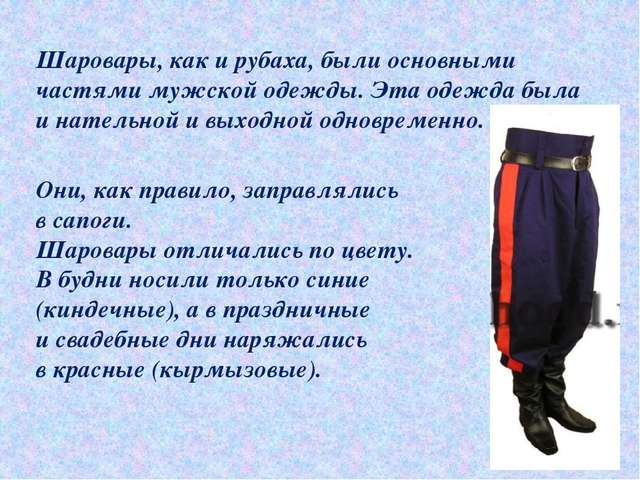 Шаровары, как и рубаха, были основными
частями мужской одежды. Эта одежда была
и нательной и выходной одновременно.
Они, как правило, заправлялись
в сапоги.
Шаровары отличались по цвету.
В будни носили только синие
(киндечные), а в праздничные
и свадебные дни наряжались
в красные (кырмызовые).